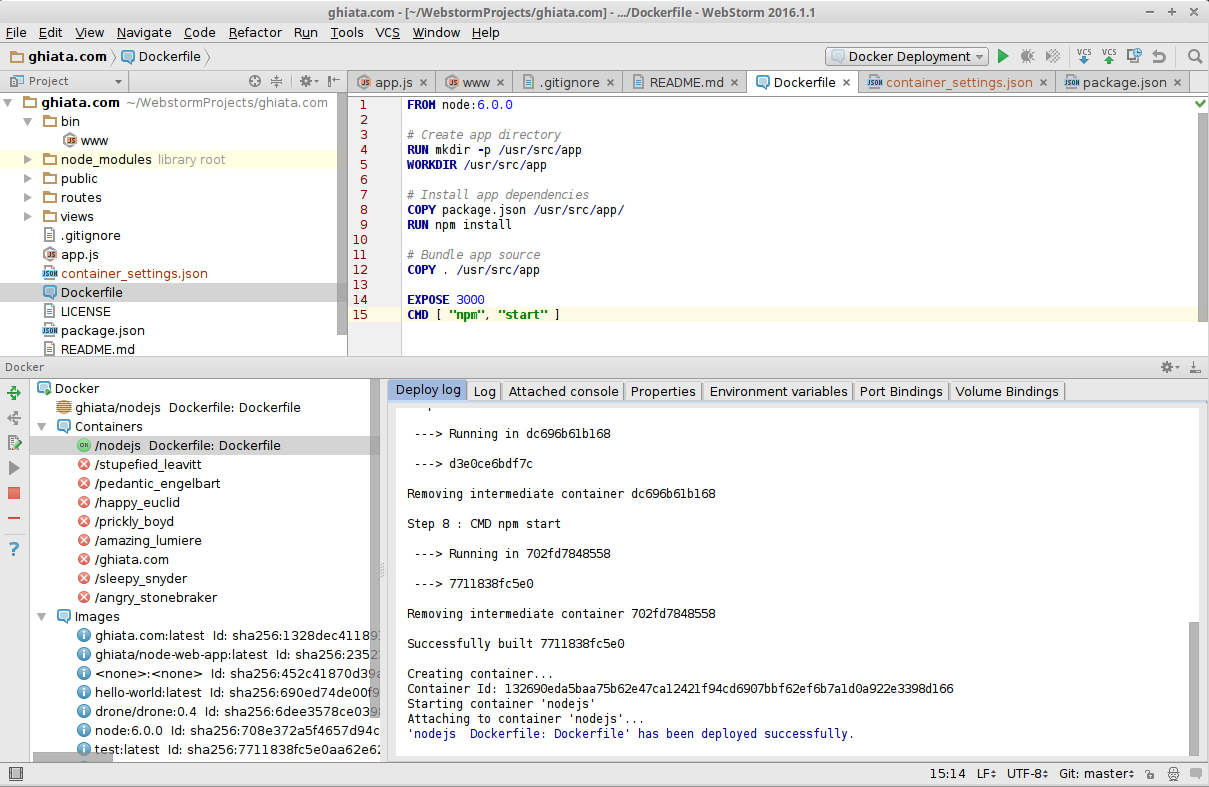 ghiata.com - [~/WebstormProjects/ghiata.com] - .../Dockerfile - WebStorm 2016.1.1
File Edit View Navigate Code Refactor Run Tools VCS Window Help
ghiata.com Dockerfile Docker Deployment VCS VCS
Project app.js www .gitignore README.md Dockerfile container_settings.json package.json
ghiata.com ~/WebstormProjects/ghiata.com
bin
www
node_modules library root
public
routes
views
.gitignore
app.js
container_settings.json
Dockerfile
LICENSE
package.json
README.md
1 FROM node:6.0.0
2
3 # Create app directory
4 RUN mkdir -p /usr/src/app
5 WORKDIR /usr/src/app
6
7 # Install app dependencies
8 COPY package.json /usr/src/app/
9 RUN npm install
10
11 # Bundle app source
12 COPY . /usr/src/app
13
14 EXPOSE 3000
15 CMD [ "npm", "start" ]
Docker
Docker
ghiata/nodejs Dockerfile: Dockerfile
Containers
/nodejs Dockerfile: Dockerfile
/stupefied_leavitt
/pedantic_engelbart
/happy_euclid
/prickly_boyd
/amazing_lumiere
/ghiata.com
/sleepy_snyder
/angry_stonebraker
Images
ghiata.com:latest Id: sha256:1328dec41189
ghiata/node-web-app:latest Id: sha256:2352
<none>:<none> Id: sha256:452c41870d39a
hello-world:latest Id: sha256:690ed74de00f9
drone/drone:0.4 Id: sha256:6dee3578ce0398
node:6.0.0 Id: sha256:708e372a5f4657d94c
test:latest Id: sha256:7711838fc5e0aa62e62
Deploy log Log Attached console Properties Environment variables Port Bindings Volume Bindings
---> Running in dc696b61b168
---> d3e0ce6bdf7c
Removing intermediate container dc696b61b168
Step 8 : CMD npm start
---> Running in 702fd7848558
---> 7711838fc5e0
Removing intermediate container 702fd7848558
Successfully built 7711838fc5e0
Creating container...
Container Id: 132690eda5baa75b62e47ca12421f94cd6907bbf62ef6b7a1d0a922e3398d166
Starting container 'nodejs'
Attaching to container 'nodejs'...
'nodejs Dockerfile: Dockerfile' has been deployed successfully.
15:14 LF UTF-8 Git: master